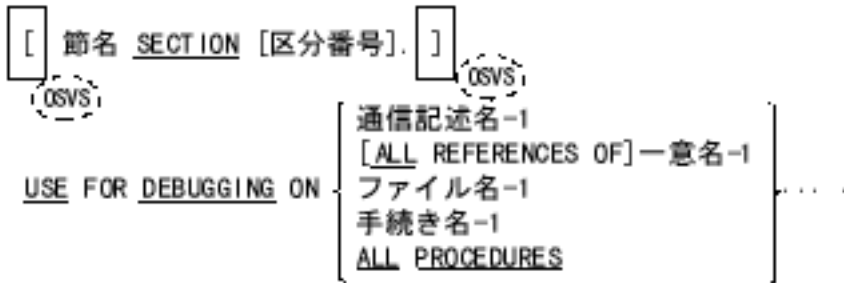 [ 節名 SECTION [区分番号]. ]
OSVS OSVS
通信記述名-1
[ALL REFERENCES OF]一意名-1
USE FOR DEBUGGING ON ファイル名-1 ....
手続き名-1
ALL PROCEDURES